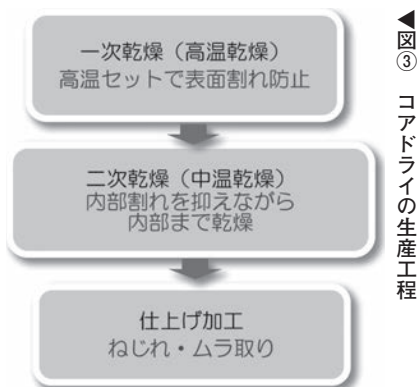 一次乾燥（高温乾燥）
高温セットで表面割れ防止
二次乾燥（中温乾燥）
内部割れを抑えながら
内部まで乾燥
仕上げ加工
ねじれ・ムラ取り
◀図③　コアドライの生産工程